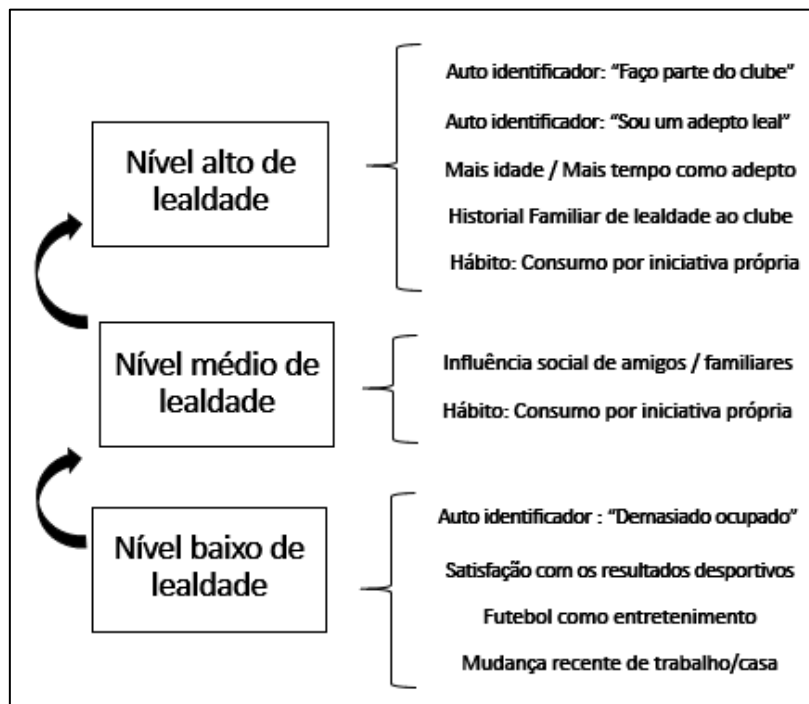 Nível alto de
lealdade
Auto identificador: “Faço parte do clube”
Auto identificador: “Sou um adepto leal”
Mais idade / Mais tempo como adepto
Historial Familiar de lealdade ao clube
Hábito: Consumo por iniciativa própria
Nível médio de
lealdade
Influência social de amigos / familiares
Hábito: Consumo por iniciativa própria
Nível baixo de
lealdade
Auto identificador : “Demasiado ocupado”
Satisfação com os resultados desportivos
Futebol como entretenimento
Mudança recente de trabalho/casa